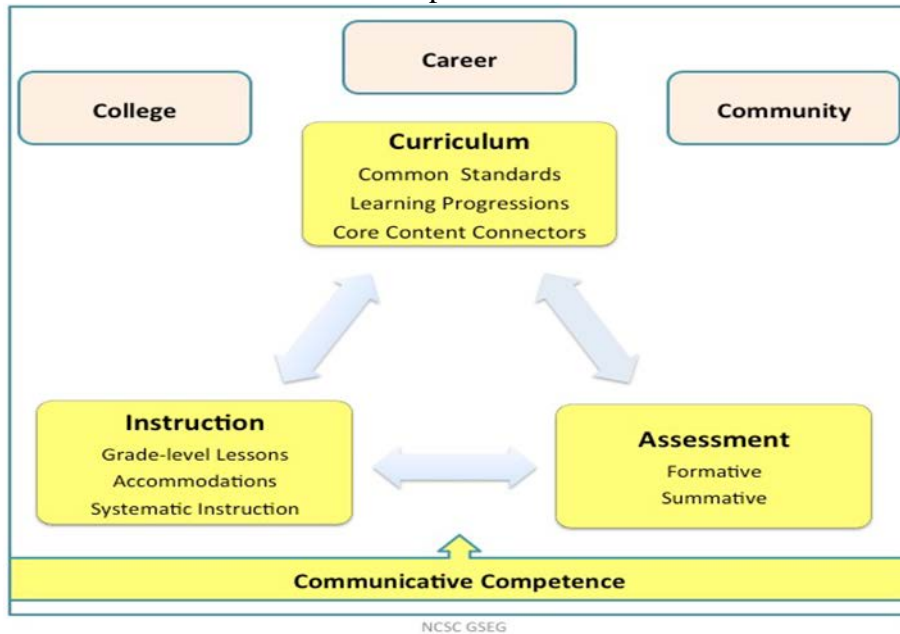 Career
College
Community
Curriculum
Common Standards
Learning Progressions
Core Content Connectors
Instruction
Grade-level Lessons
Accommodations
Systematic Instruction
Assessment
Formative
Summative
Communicative Competence
NCSC GSEG